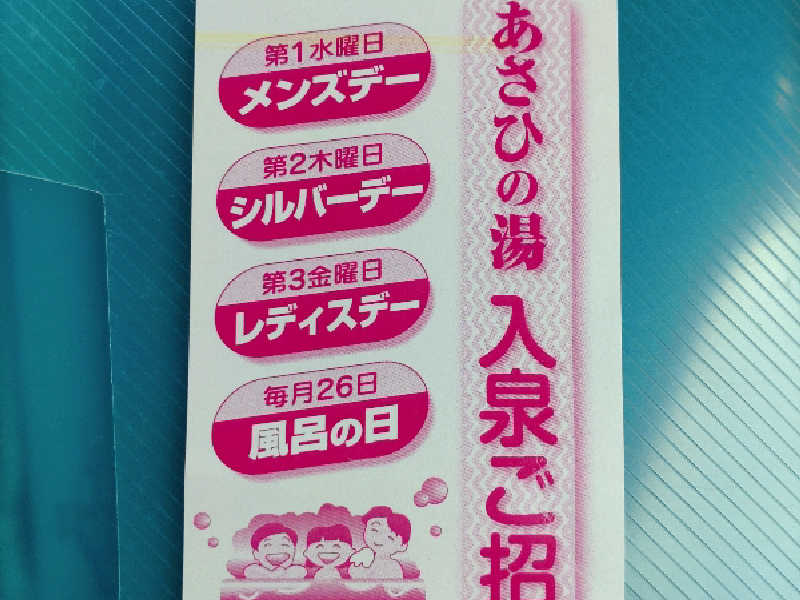 あさひの湯 入泉ご招
第1水曜日
メンズデー
第2木曜日
シルバーデー
第3金曜日
レディスデー
毎月26日
風呂の日